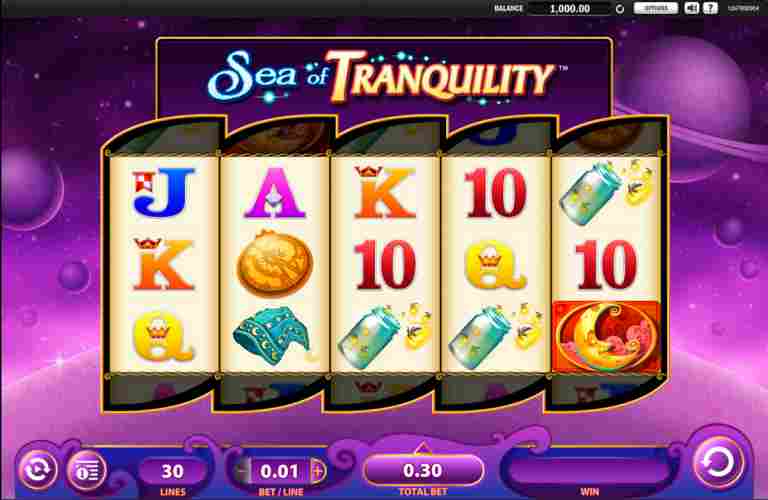 BALANCE 1,000.00 OPTIONS ?
Sea of TRANQUILITY™
J A K 10
K 10 Q 10
Q
30 − 0.01 + 0.30
LINES BET / LINE TOTAL BET WIN